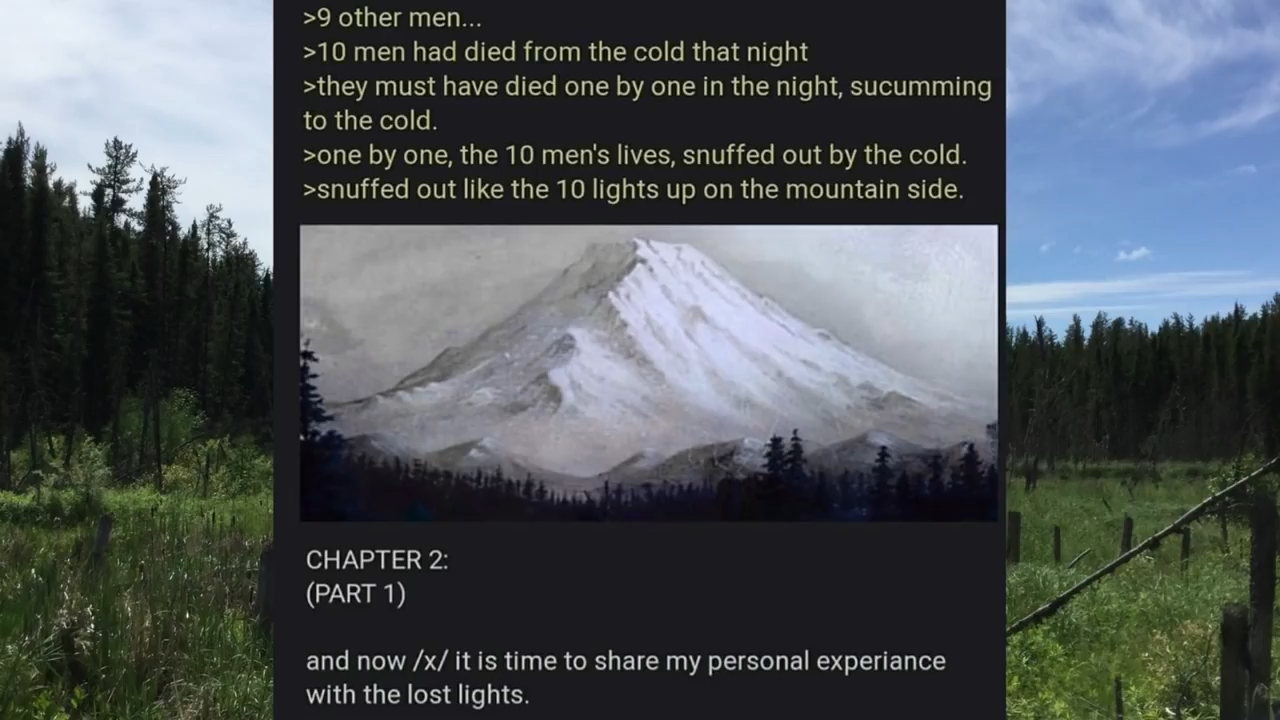 >9 other men...
>10 men had died from the cold that night
>they must have died one by one in the night, sucumming
to the cold.
>one by one, the 10 men's lives, snuffed out by the cold.
>snuffed out like the 10 lights up on the mountain side.
CHAPTER 2:
(PART 1)
and now /x/ it is time to share my personal experiance
with the lost lights.